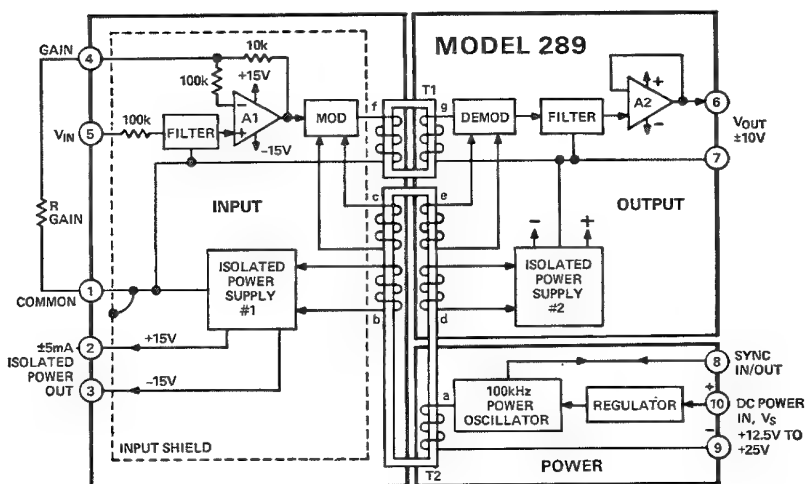 GAIN
4
10k
100k
+15V
A1
−15V
MOD
f
T1
g
MODEL 289
DEMOD
FILTER
A2
+
−
6
VOUT
±10V
7
VIN
5
100k
FILTER
−
+
R
GAIN
INPUT
c
e
OUTPUT
−
+
COMMON
1
ISOLATED
POWER
SUPPLY
#1
b
d
ISOLATED
POWER
SUPPLY
#2
±5mA
ISOLATED
POWER
OUT
2
+15V
3
−15V
INPUT SHIELD
a
100kHz
POWER
OSCILLATOR
REGULATOR
8
SYNC
IN/OUT
+
10
DC POWER
IN, VS
+12.5V TO
+25V
−
9
T2
POWER